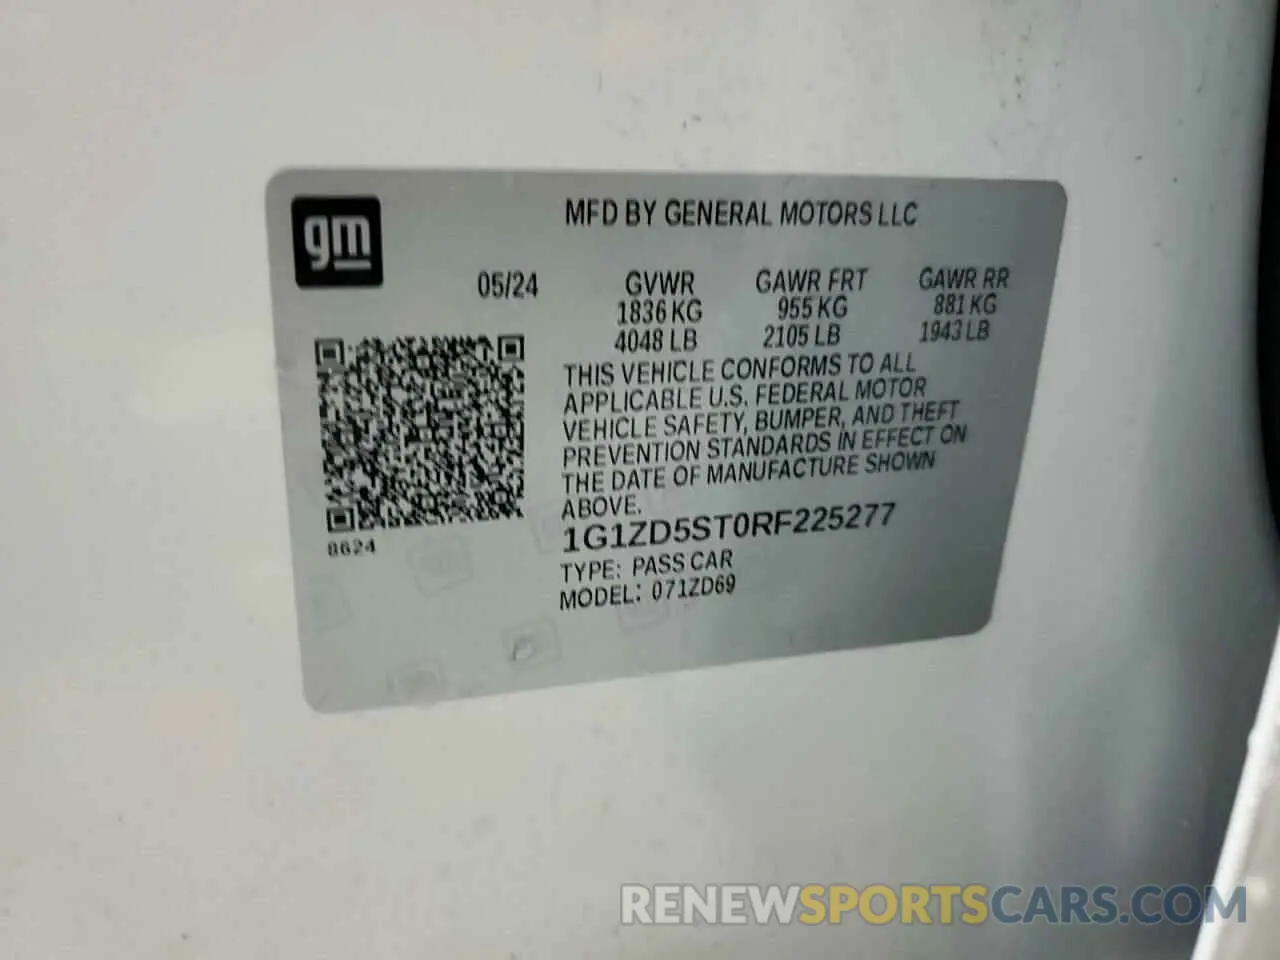 gm
MFD BY GENERAL MOTORS LLC
05/24 GVWR GAWR FRT GAWR RR
1836 KG 955 KG 881 KG
4048 LB 2105 LB 1943 LB
THIS VEHICLE CONFORMS TO ALL
APPLICABLE U.S. FEDERAL MOTOR
VEHICLE SAFETY, BUMPER, AND THEFT
PREVENTION STANDARDS IN EFFECT ON
THE DATE OF MANUFACTURE SHOWN
ABOVE.
1G1ZD5ST0RF225277
8624
TYPE: PASS CAR
MODEL: 071ZD69
RENEWSPORTSCARS.COM